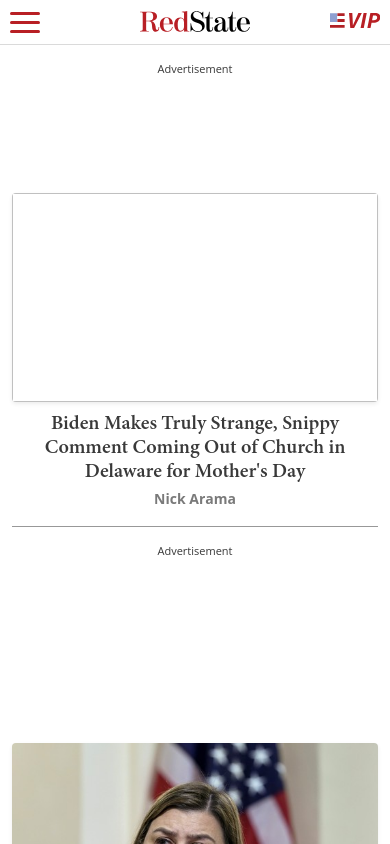 RedState
VIP
Advertisement
Biden Makes Truly Strange, Snippy
Comment Coming Out of Church in
Delaware for Mother's Day
Nick Arama
Advertisement